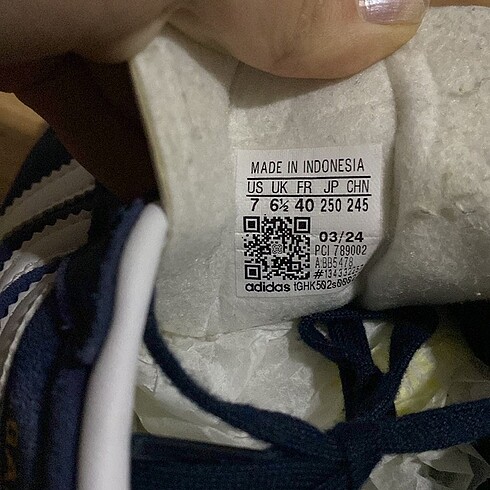 MADE IN INDONESIA
US UK FR JP CHN
7 6½ 40 250 245
03/24
PCI 789002
ABB5478
adidas
GA